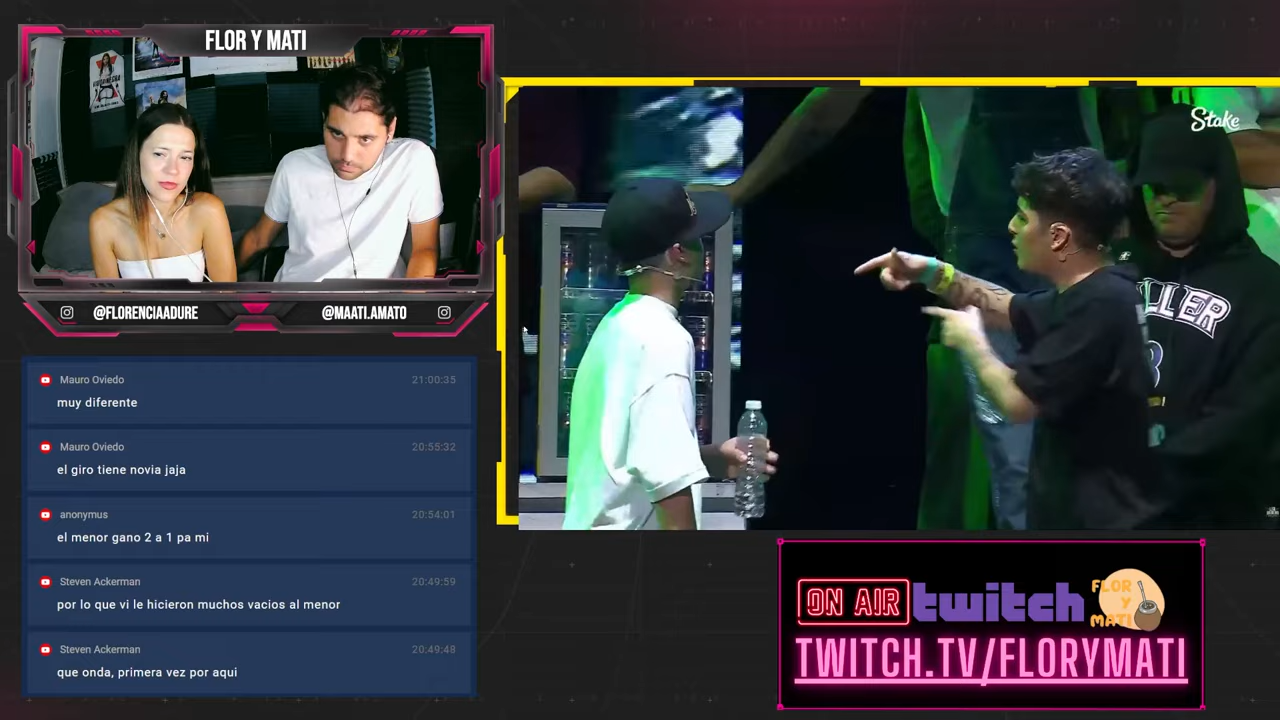 FLOR Y MATI
@FLORENCIAADURE
@MAATI.AMATO
Mauro Oviedo 21:00:35
muy diferente
Mauro Oviedo 20:55:32
el giro tiene novia jaja
anonymus 20:54:01
el menor gano 2 a 1 pa mi
Steven Ackerman 20:49:59
por lo que vi le hicieron muchos vacios al menor
Steven Ackerman 20:49:48
que onda, primera vez por aqui
Stake
LLER
ON AIR twitch FLOR
Y
MATI
TWITCH.TV/FLORYMATI